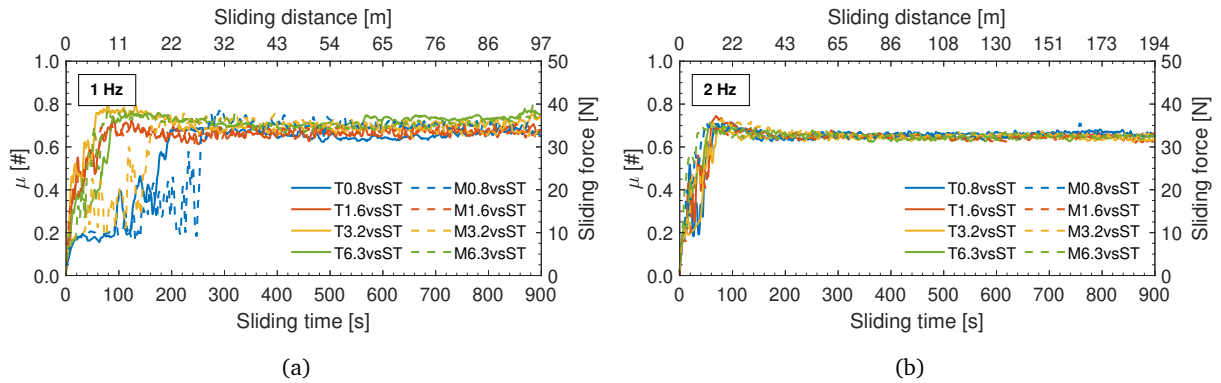 Sliding distance [m]
0 11 22 32 43 54 65 76 86 97
1.0 0.8 0.6 0.4 0.2 0.0
μ [#]
1 Hz
T0.8vsST M0.8vsST
T1.6vsST M1.6vsST
T3.2vsST M3.2vsST
T6.3vsST M6.3vsST
50 40 30 20 10 0
Sliding force [N]
0 100 200 300 400 500 600 700 800 900
Sliding time [s]
(a)
Sliding distance [m]
0 22 43 65 86 108 130 151 173 194
1.0 0.8 0.6 0.4 0.2 0.0
μ [#]
2 Hz
T0.8vsST M0.8vsST
T1.6vsST M1.6vsST
T3.2vsST M3.2vsST
T6.3vsST M6.3vsST
50 40 30 20 10 0
Sliding force [N]
0 100 200 300 400 500 600 700 800 900
Sliding time [s]
(b)